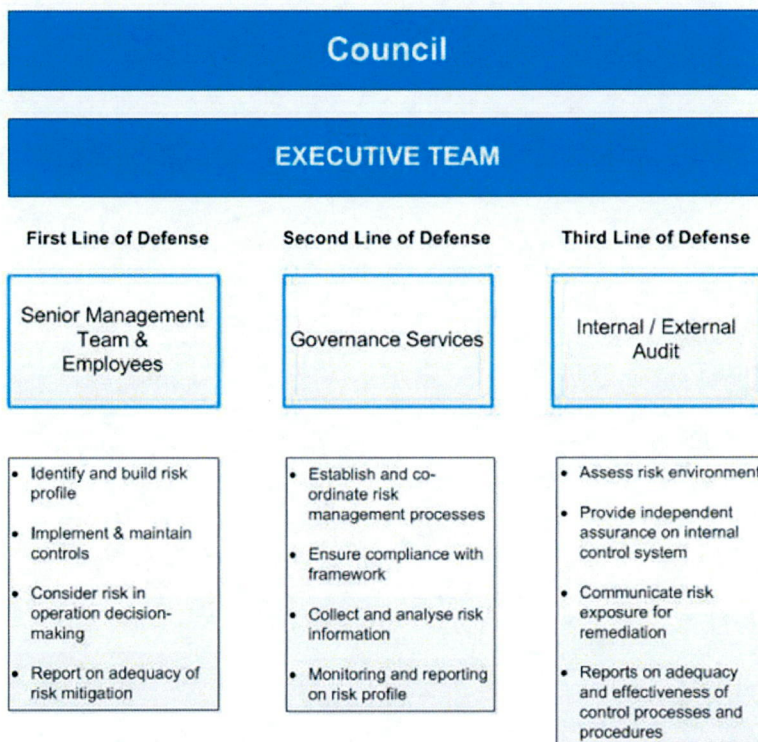 Council
EXECUTIVE TEAM
First Line of Defense
Senior Management
Team &
Employees
• Identify and build risk
profile
• Implement & maintain
controls
• Consider risk in
operation decision-
making
• Report on adequacy of
risk mitigation
Second Line of Defense
Governance Services
• Establish and co-
ordinate risk
management processes
• Ensure compliance with
framework
• Collect and analyse risk
information
• Monitoring and reporting
on risk profile
Third Line of Defense
Internal / External
Audit
• Assess risk environment
• Provide independent
assurance on internal
control system
• Communicate risk
exposure for
remediation
• Reports on adequacy
and effectiveness of
control processes and
procedures